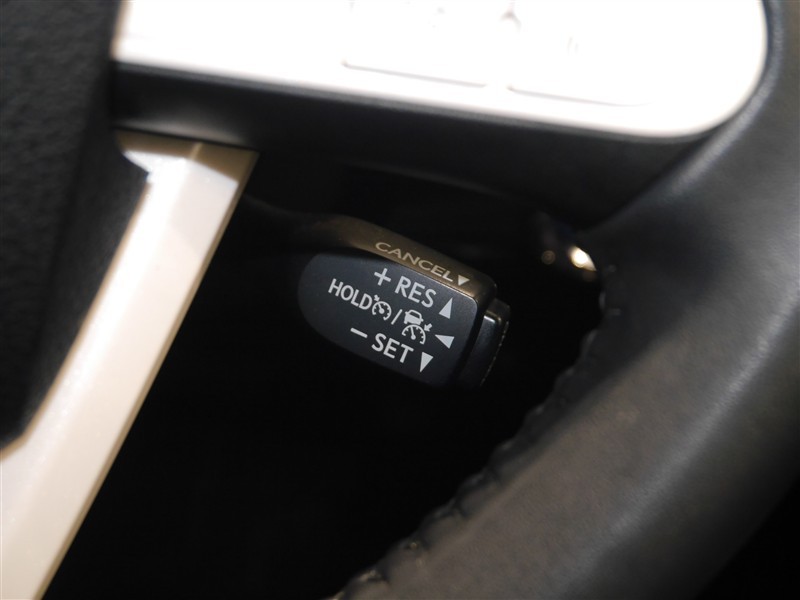 CANCEL▼
+ RES ▲
HOLD / ◀
− SET ▼